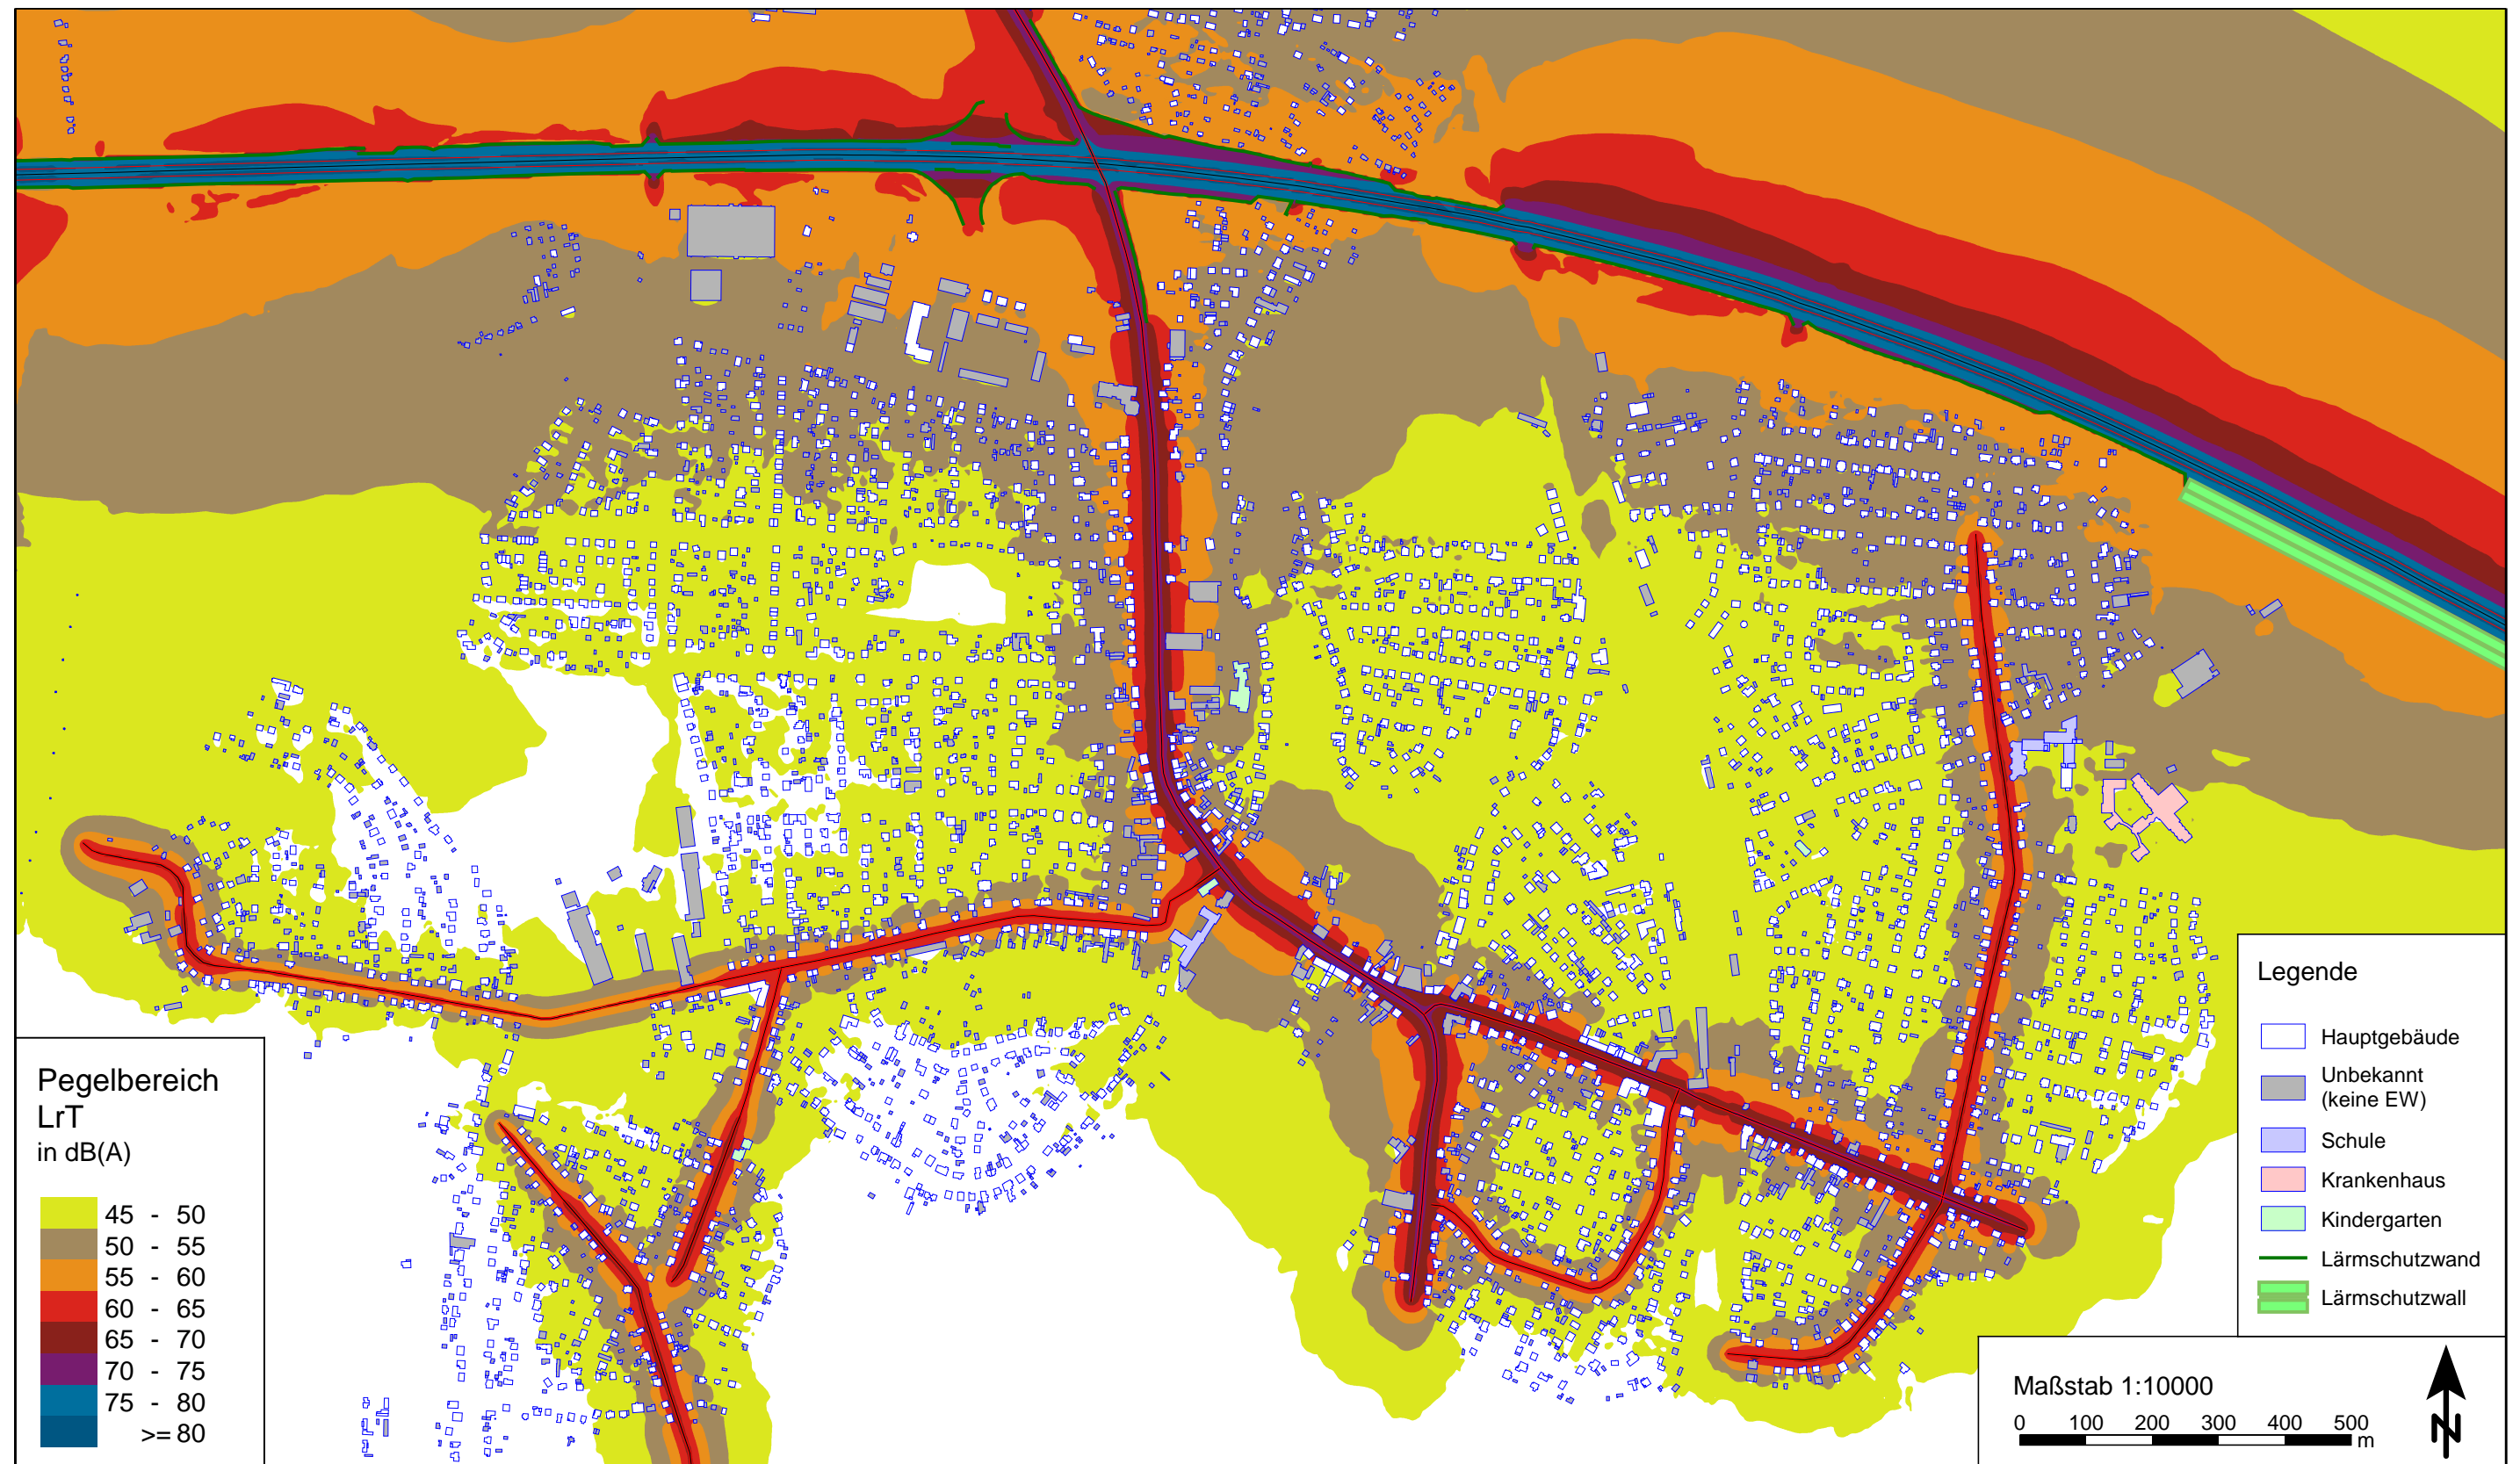 Legende
Hauptgebäude
Unbekannt
(keine EW)
Schule
Krankenhaus
Kindergarten
Lärmschutzwand
Lärmschutzwall
Pegelbereich
LrT
in dB(A)
45 - 50
50 - 55
55 - 60
60 - 65
65 - 70
70 - 75
75 - 80
>= 80
Maßstab 1:10000
0 100 200 300 400 500
m
N